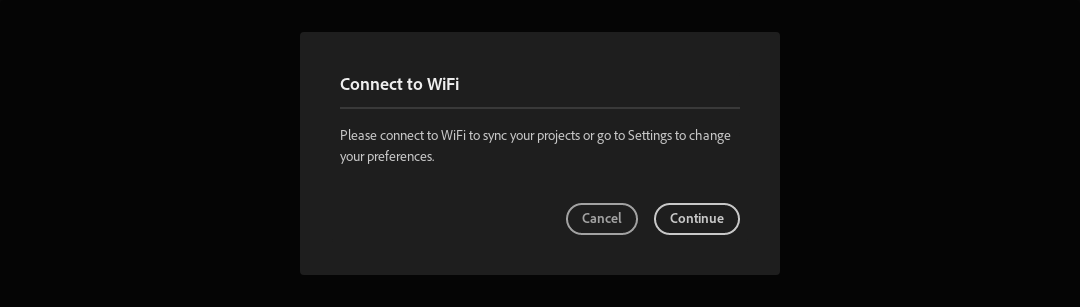 Connect to WiFi
Please connect to WiFi to sync your projects or go to Settings to change
your preferences.
Cancel
Continue